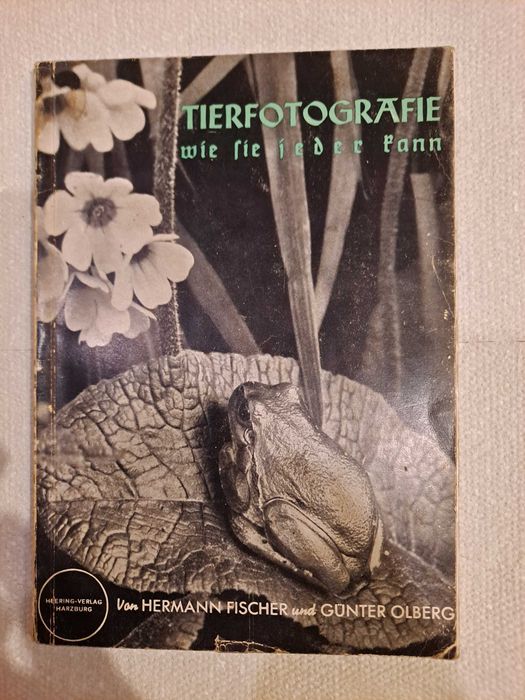 TIERFOTOGRAFIE
wie sie jeder kann
HEERING-VERLAG
HARZBURG
Von HERMANN FISCHER und GÜNTER OLBERG